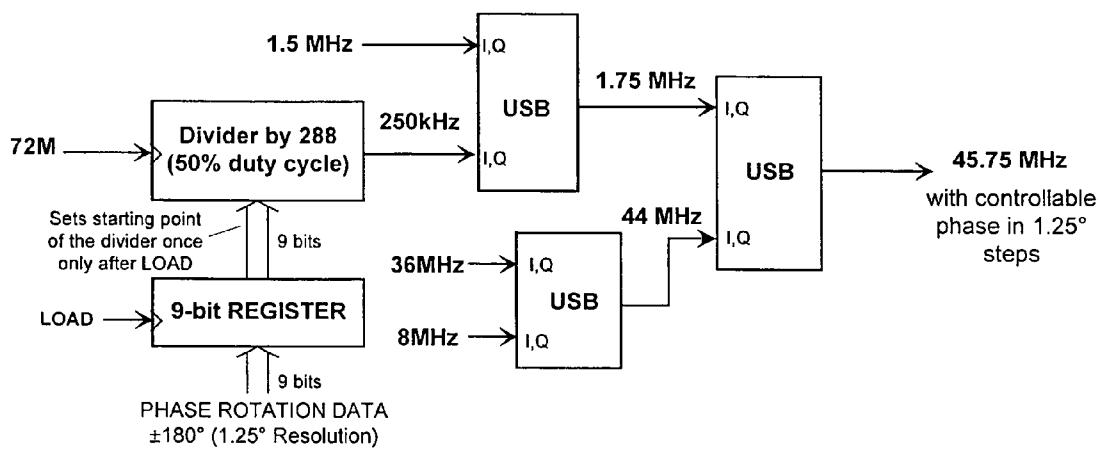 1.5 MHz
I,Q
USB
1.75 MHz
I,Q
72M
Divider by 288
(50% duty cycle)
250kHz
I,Q
USB
45.75 MHz
with controllable
phase in 1.25°
steps
Sets starting point
of the divider once
only after LOAD
9 bits
44 MHz
I,Q
36MHz
I,Q
USB
8MHz
I,Q
LOAD
9-bit REGISTER
9 bits
PHASE ROTATION DATA
±180° (1.25° Resolution)